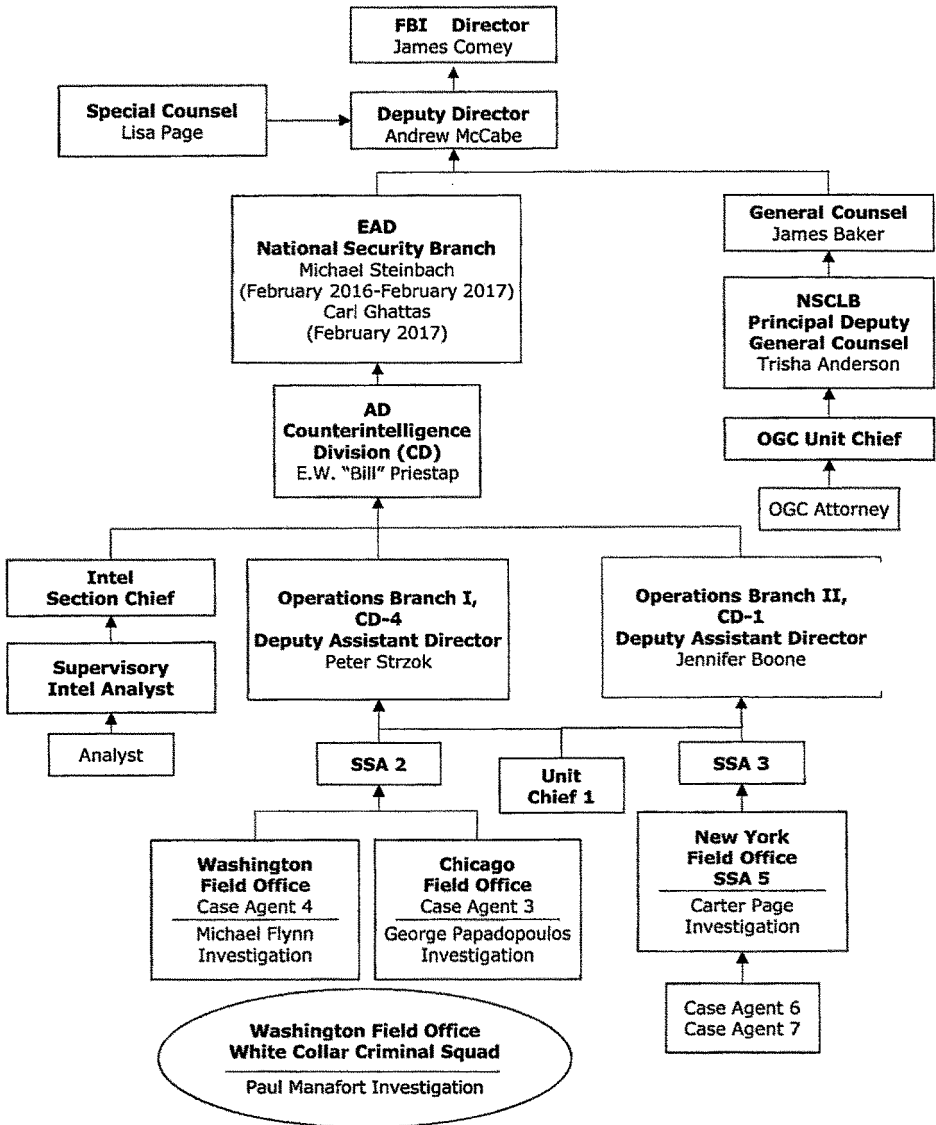 FBI Director
James Comey
Special Counsel
Lisa Page
Deputy Director
Andrew McCabe
EAD
National Security Branch
Michael Steinbach
(February 2016-February 2017)
Carl Ghattas
(February 2017)
General Counsel
James Baker
NSCLB
Principal Deputy
General Counsel
Trisha Anderson
AD
Counterintelligence
Division (CD)
E.W. "Bill" Priestap
OGC Unit Chief
OGC Attorney
Intel
Section Chief
Supervisory
Intel Analyst
Analyst
Operations Branch I,
CD-4
Deputy Assistant Director
Peter Strzok
Operations Branch II,
CD-1
Deputy Assistant Director
Jennifer Boone
SSA 2
Unit
Chief 1
SSA 3
Washington
Field Office
Case Agent 4
Michael Flynn
Investigation
Chicago
Field Office
Case Agent 3
George Papadopoulos
Investigation
New York
Field Office
SSA 5
Carter Page
Investigation
Case Agent 6
Case Agent 7
Washington Field Office
White Collar Criminal Squad
Paul Manafort Investigation